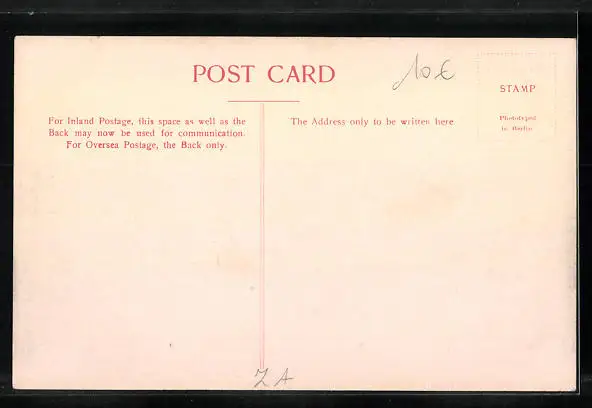 POST CARD
10 €
STAMP
Phototyped
in Berlin
For Inland Postage, this space as well as the
Back may now be used for communication.
For Oversea Postage, the Back only.
The Address only to be written here
ZA